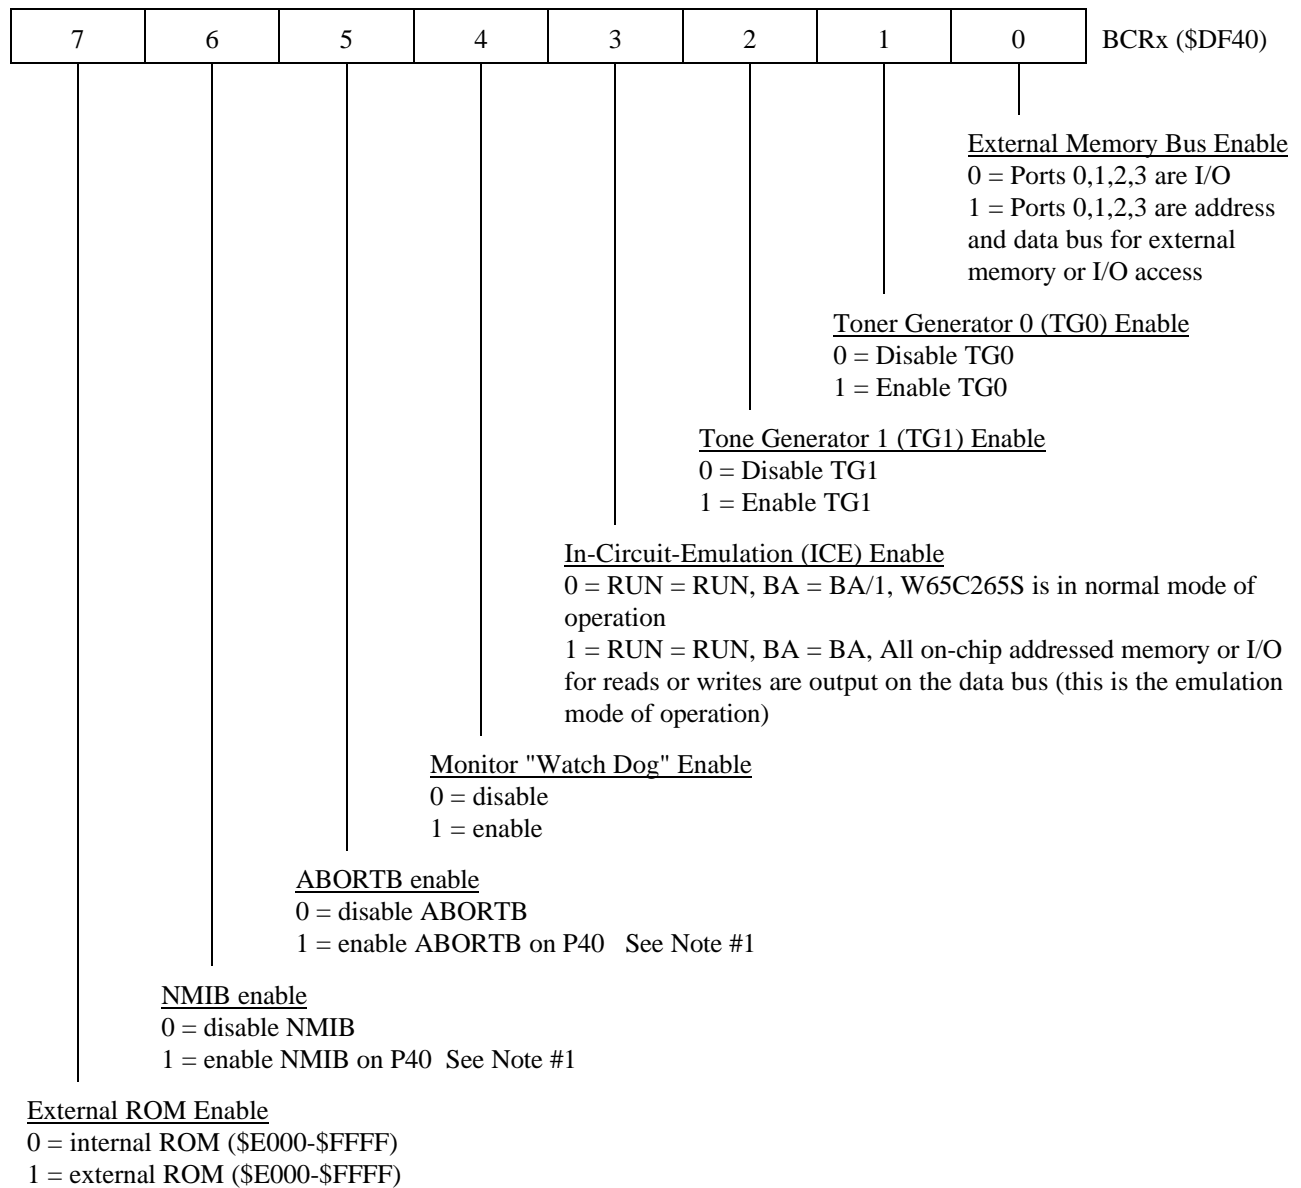 7 6 5 4 3 2 1 0 BCRx ($DF40)
External Memory Bus Enable
0 = Ports 0,1,2,3 are I/O
1 = Ports 0,1,2,3 are address
and data bus for external
memory or I/O access
Toner Generator 0 (TG0) Enable
0 = Disable TG0
1 = Enable TG0
Tone Generator 1 (TG1) Enable
0 = Disable TG1
1 = Enable TG1
In-Circuit-Emulation (ICE) Enable
0 = RUN = RUN, BA = BA/1, W65C265S is in normal mode of
operation
1 = RUN = RUN, BA = BA, All on-chip addressed memory or I/O
for reads or writes are output on the data bus (this is the emulation
mode of operation)
Monitor "Watch Dog" Enable
0 = disable
1 = enable
ABORTB enable
0 = disable ABORTB
1 = enable ABORTB on P40 See Note #1
NMIB enable
0 = disable NMIB
1 = enable NMIB on P40 See Note #1
External ROM Enable
0 = internal ROM ($E000-$FFFF)
1 = external ROM ($E000-$FFFF)